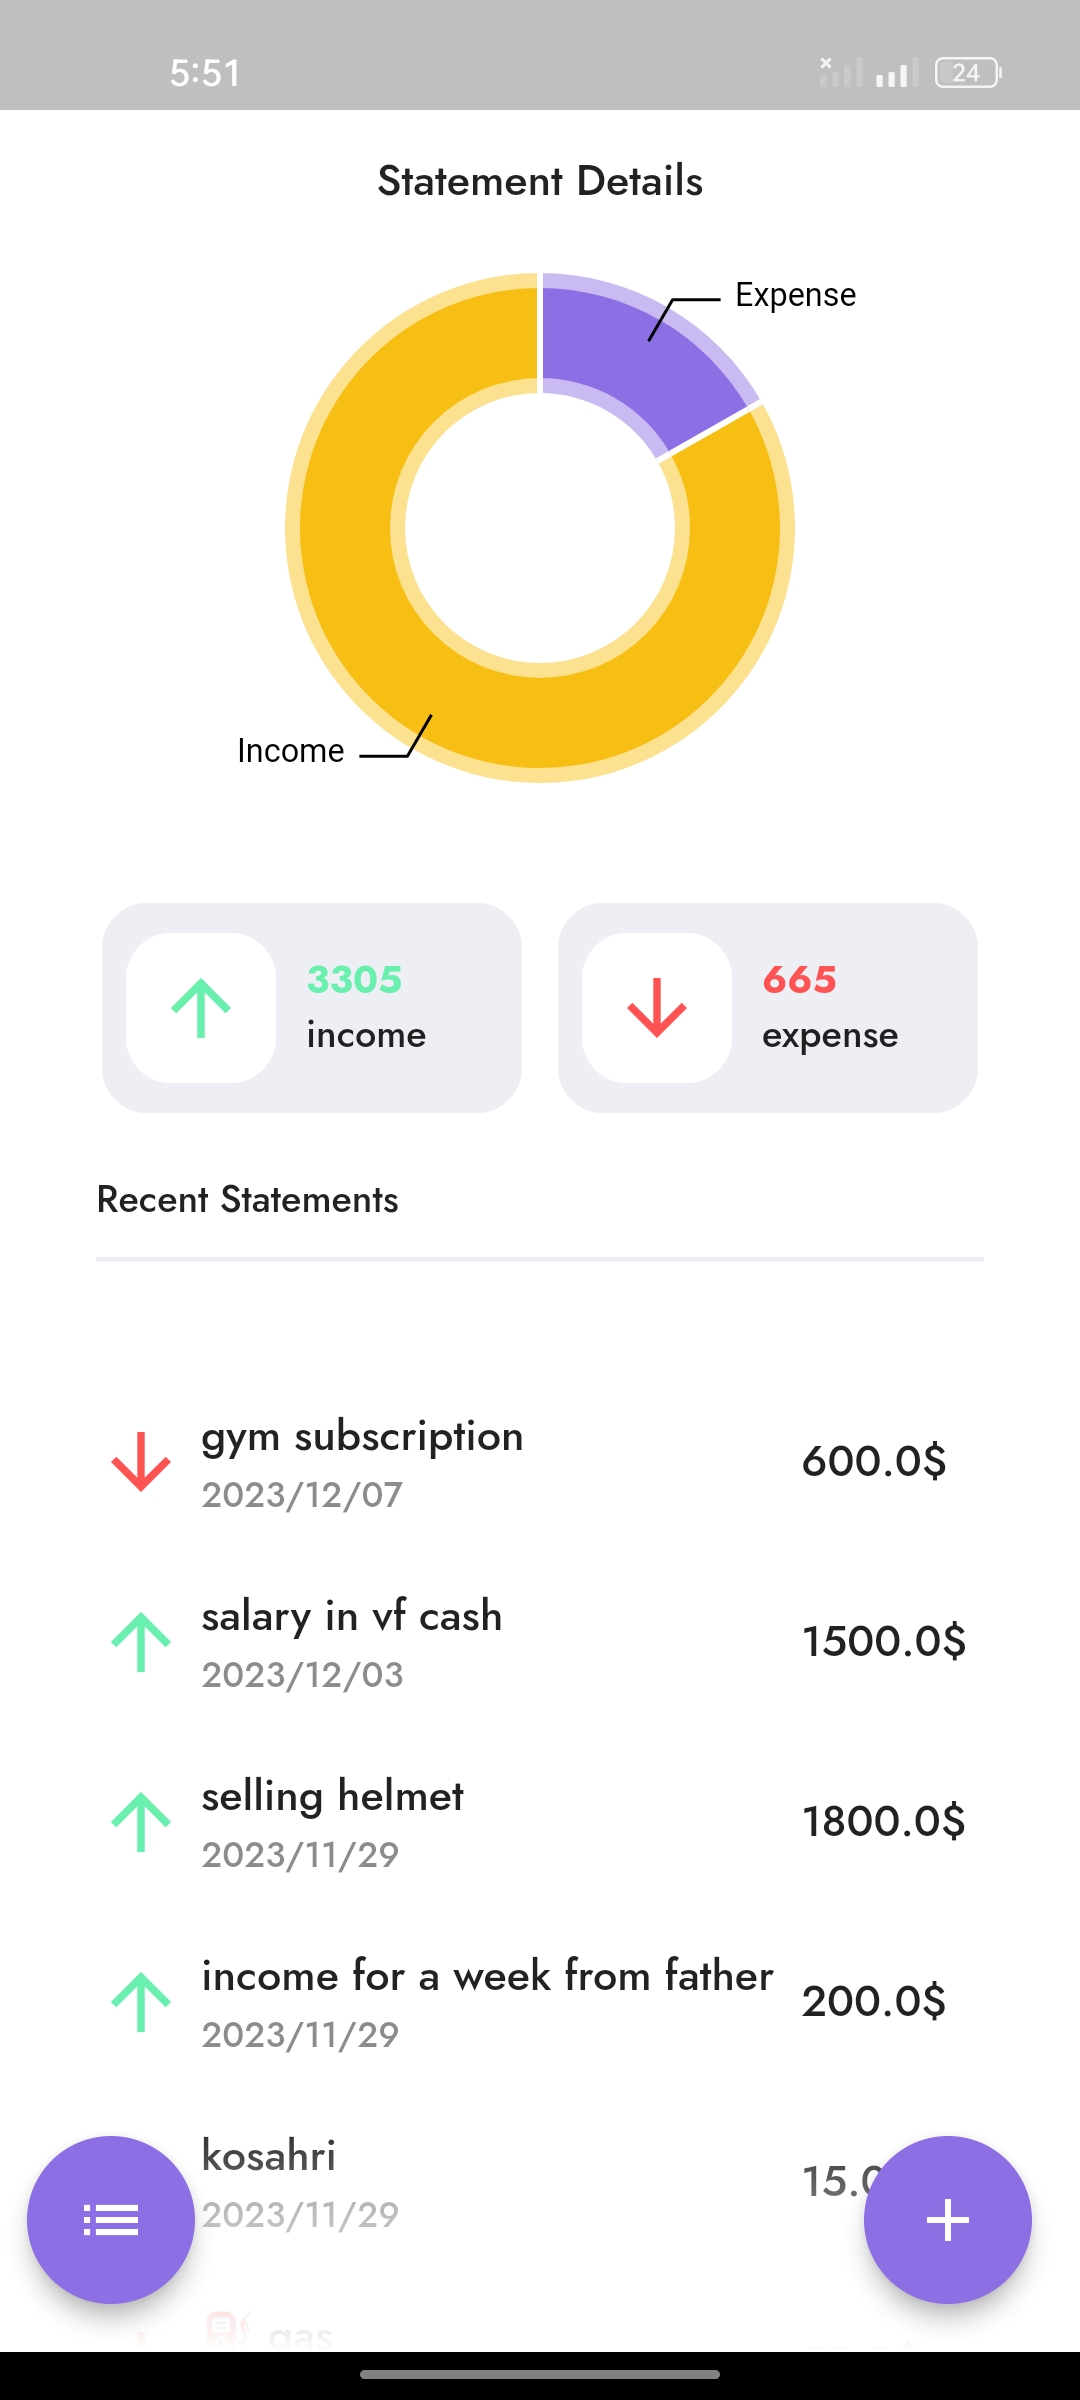 5:51
24
Statement Details
Expense
Income
3305
income
665
expense
Recent Statements
gym subscription
600.0$
2023/12/07
salary in vf cash
1500.0$
2023/12/03
selling helmet
1800.0$
2023/11/29
income for a week from father
200.0$
2023/11/29
kosahri
15.0
2023/11/29
⛽ gas